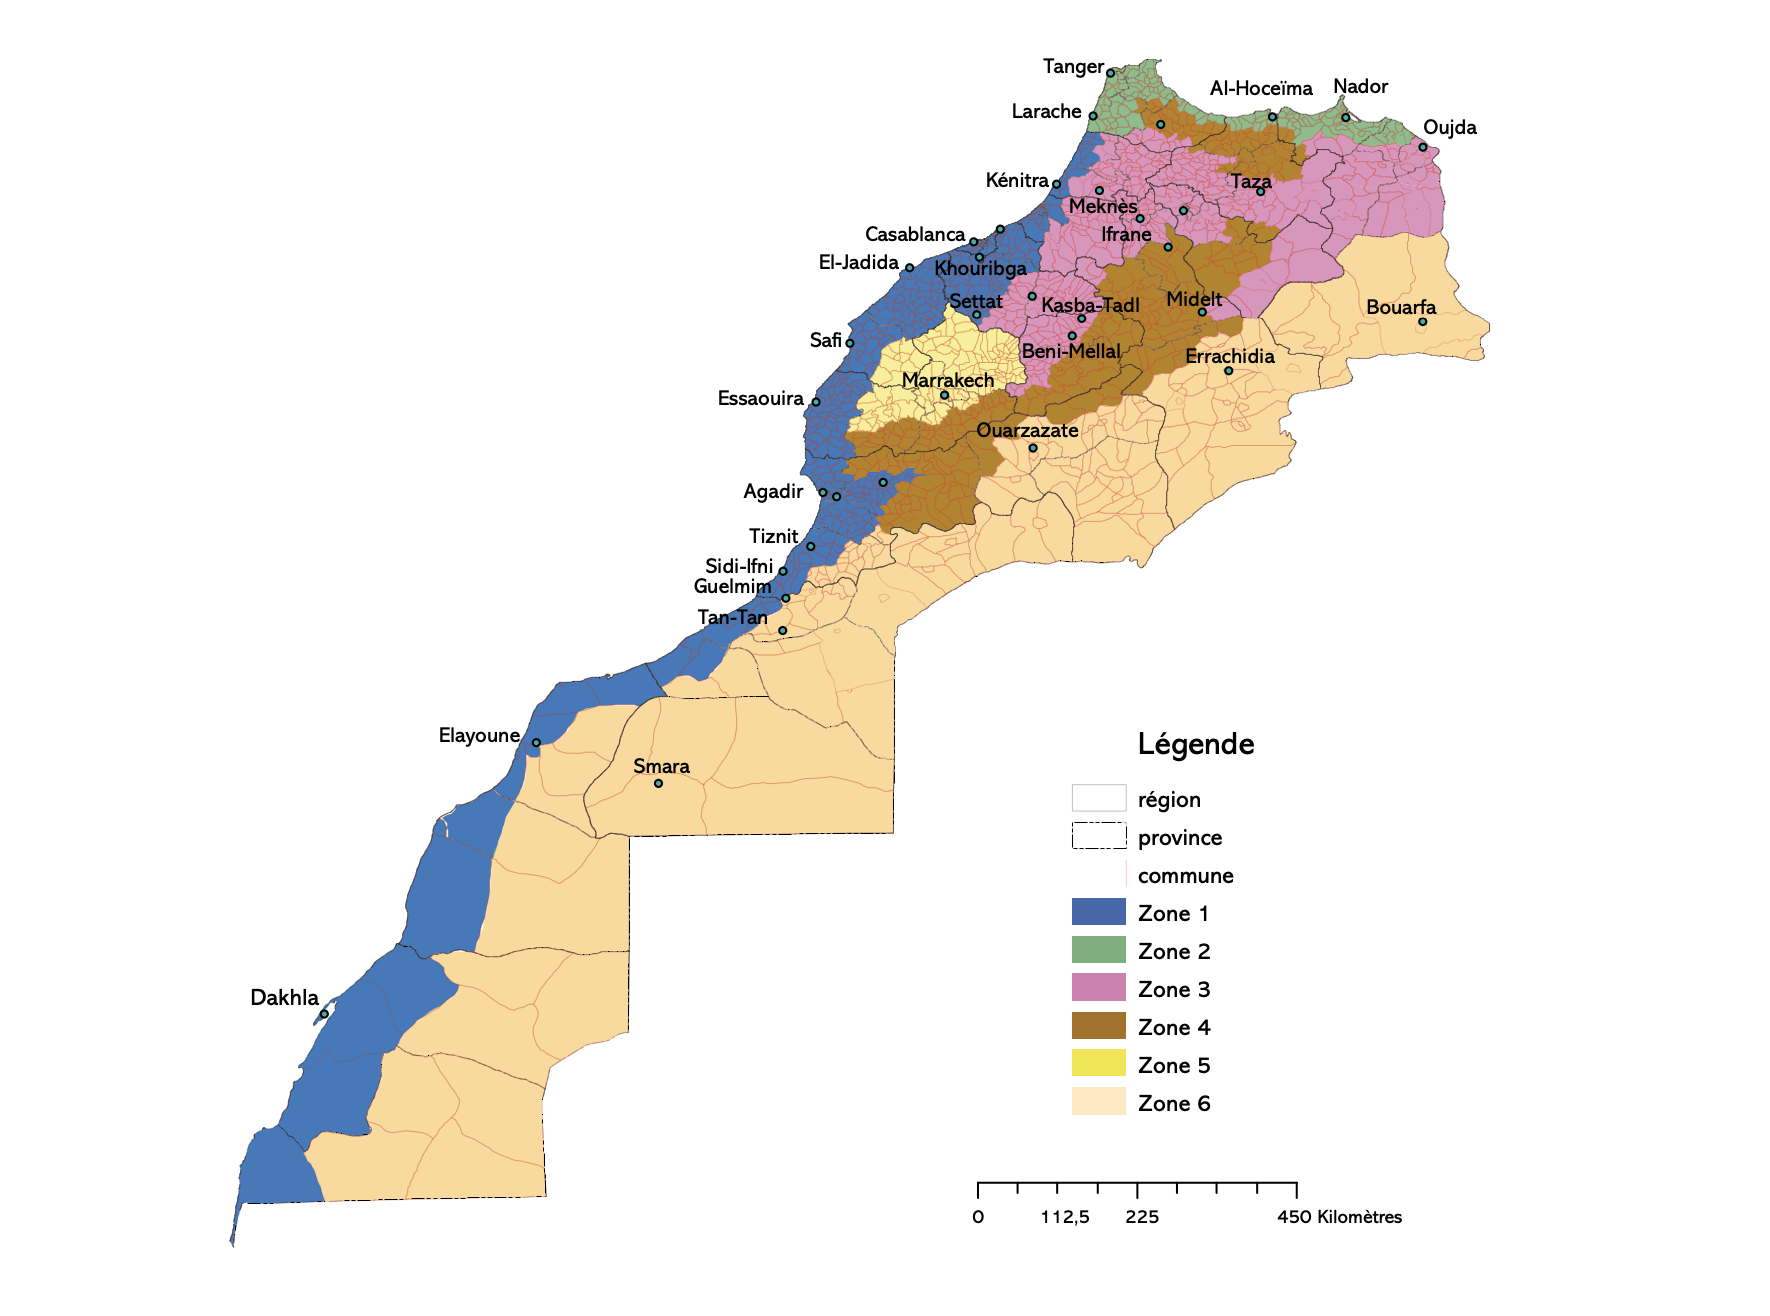 Tanger
Al-Hoceïma
Nador
Larache
Oujda
Kénitra
Taza
Meknès
Casablanca
Ifrane
El-Jadida
Khouribga
Settat
Kasba-Tadl
Midelt
Bouarfa
Safi
Beni-Mellal
Errachidia
Marrakech
Essaouira
Ouarzazate
Agadir
Tiznit
Sidi-Ifni
Guelmim
Tan-Tan
Elayoune
Smara
Dakhla
Légende
région
province
commune
Zone 1
Zone 2
Zone 3
Zone 4
Zone 5
Zone 6
0 112,5 225 450 Kilomètres